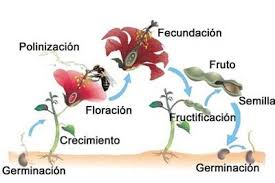 Fecundación
Polinización
Fruto
Semilla
Floración
Fructificación
Crecimiento
Germinación
Germinación